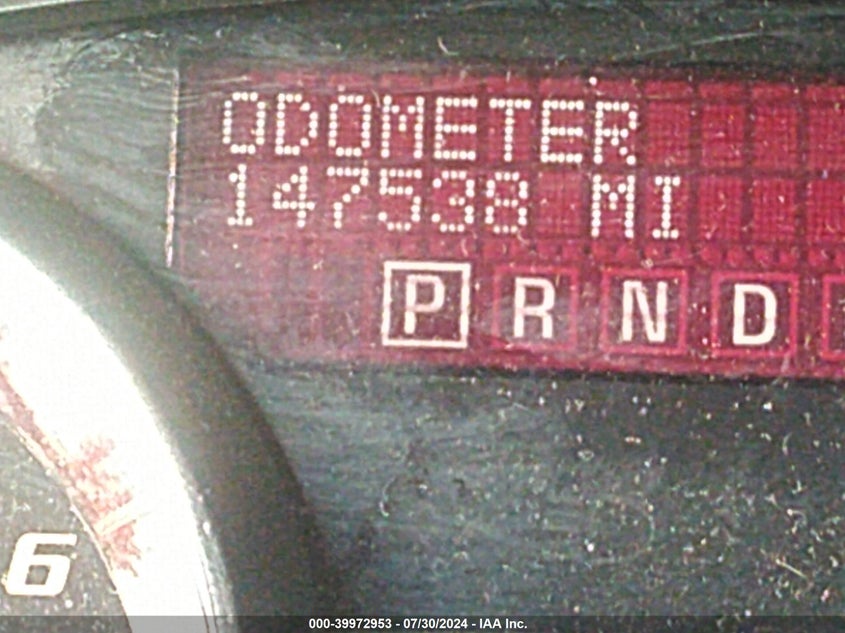 ODOMETER
147538 MI
P R N D
6
000-39972953 - 07/30/2024 - IAA Inc.